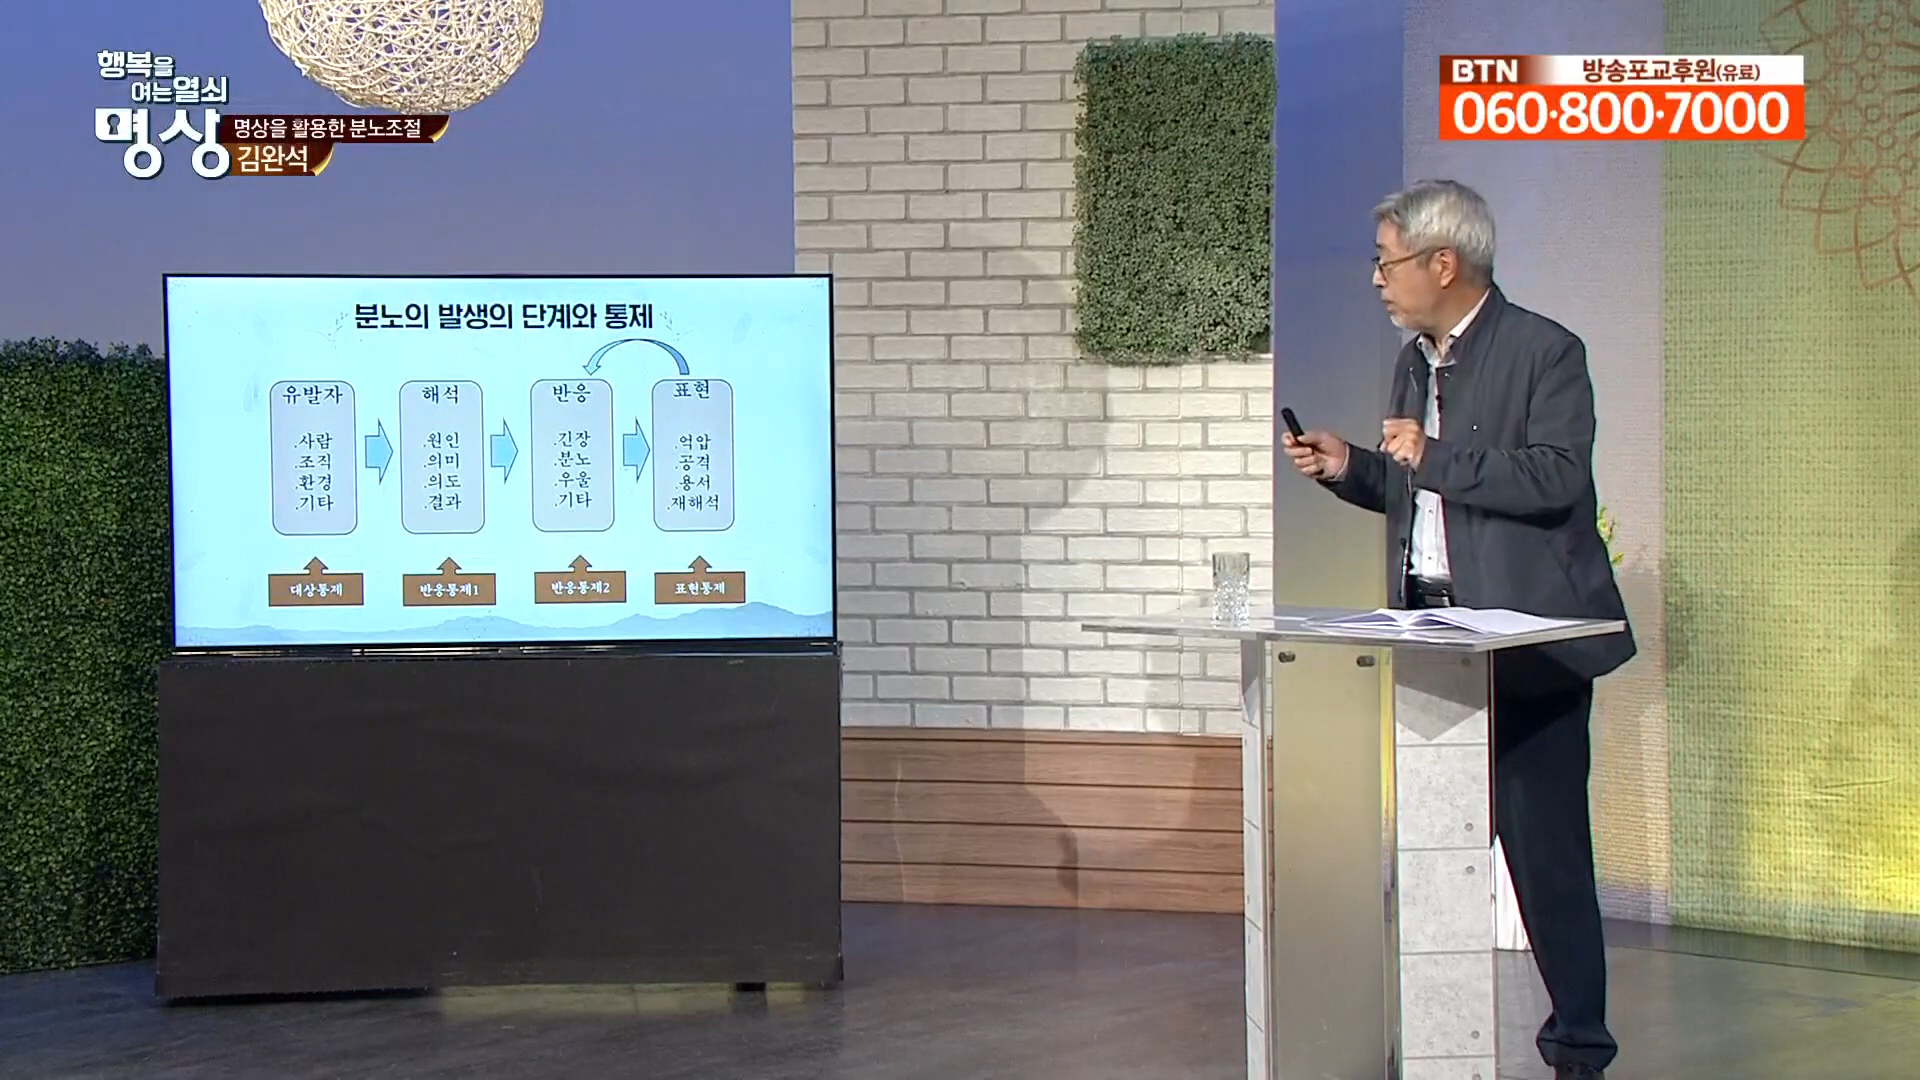 행복을
여는 열쇠
명상
명상을 활용한 분노조절
김완석
BTN 방송포교후원(유료)
060·800·7000
분노의 발생의 단계와 통제
유발자
.사람
.조직
.환경
.기타
해석
.원인
.의미
.의도
.결과
반응
.긴장
.분노
.우울
.기타
표현
.억압
.공격
.용서
.재해석
대상통제
반응통제1
반응통제2
표현통제